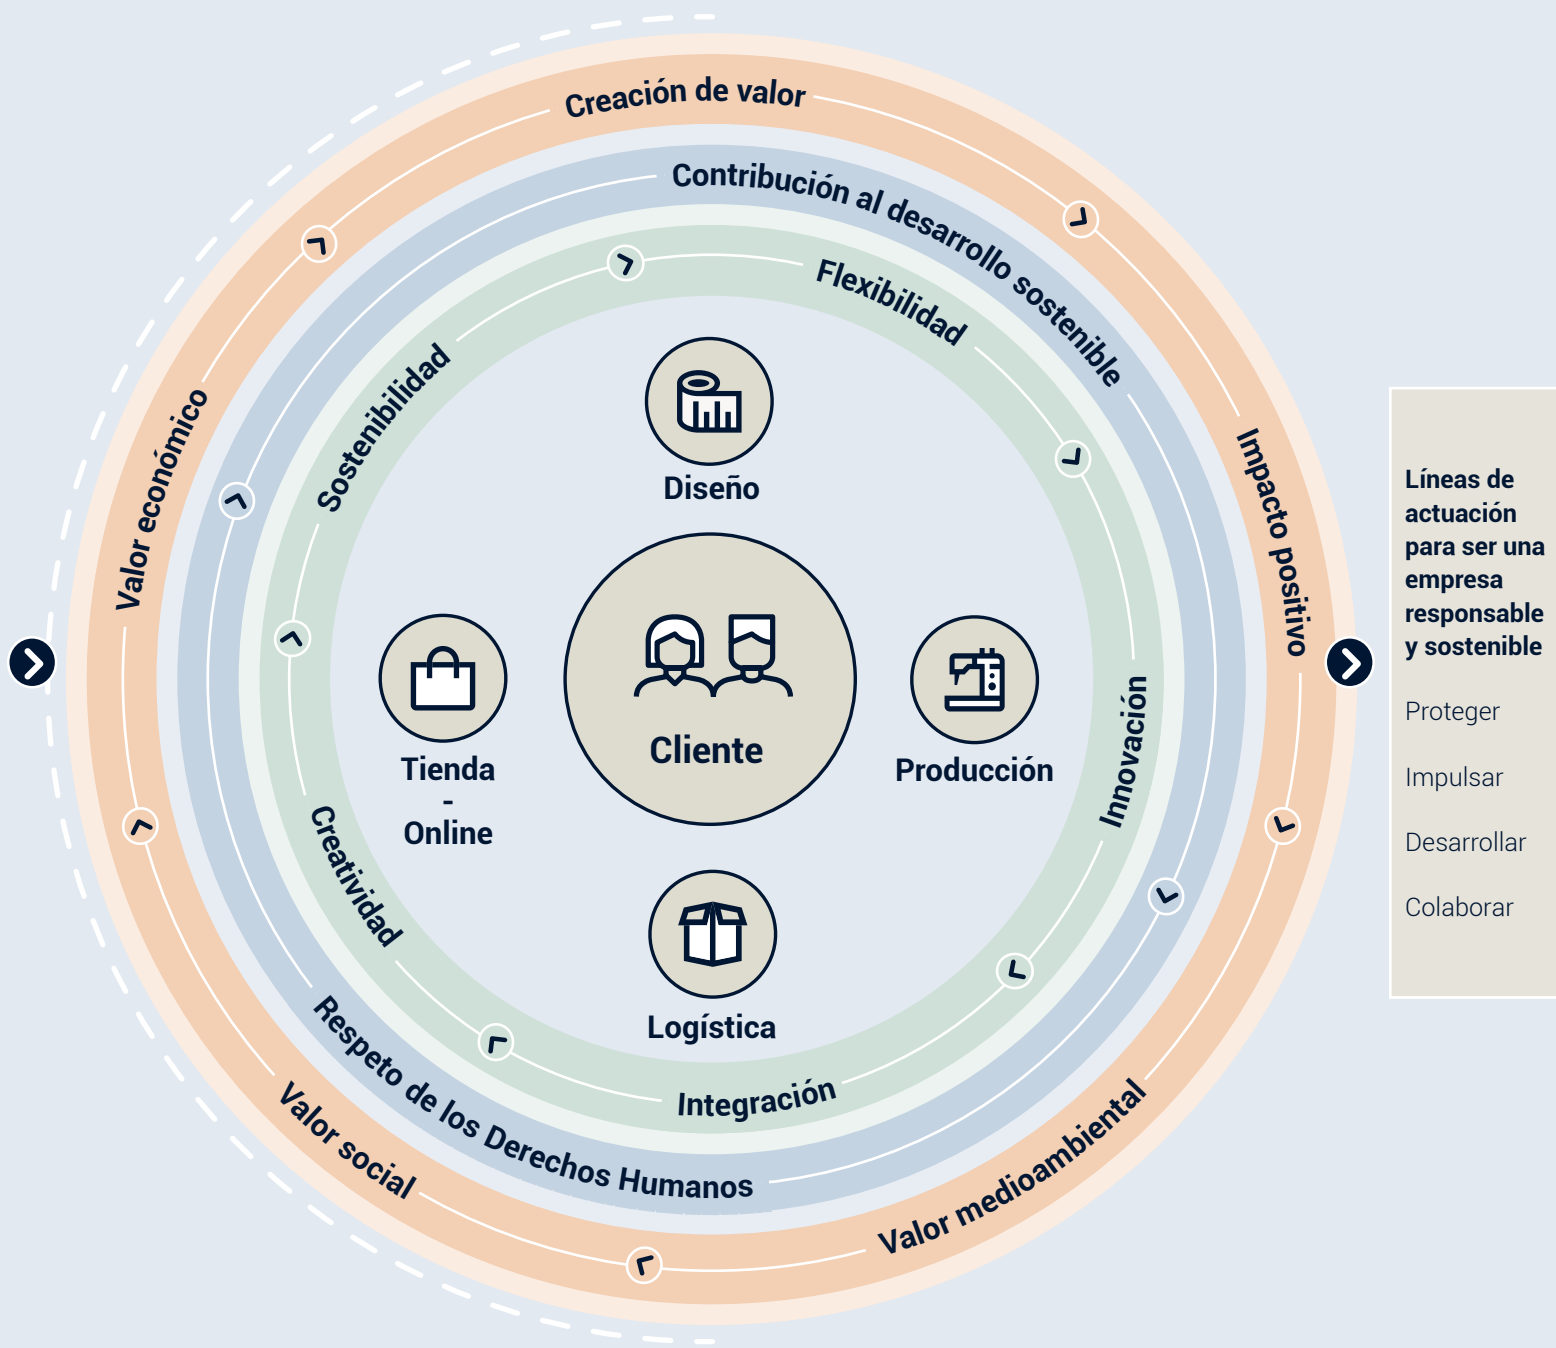 Creación de valor
Contribución al desarrollo sostenible
Flexibilidad
Sostenibilidad
Valor económico
Impacto positivo
Diseño
Cliente
Tienda
-
Online
Producción
Innovación
Creatividad
Logística
Integración
Respeto de los Derechos Humanos
Valor social
Valor medioambiental
Líneas de
actuación
para ser una
empresa
responsable
y sostenible
Proteger
Impulsar
Desarrollar
Colaborar